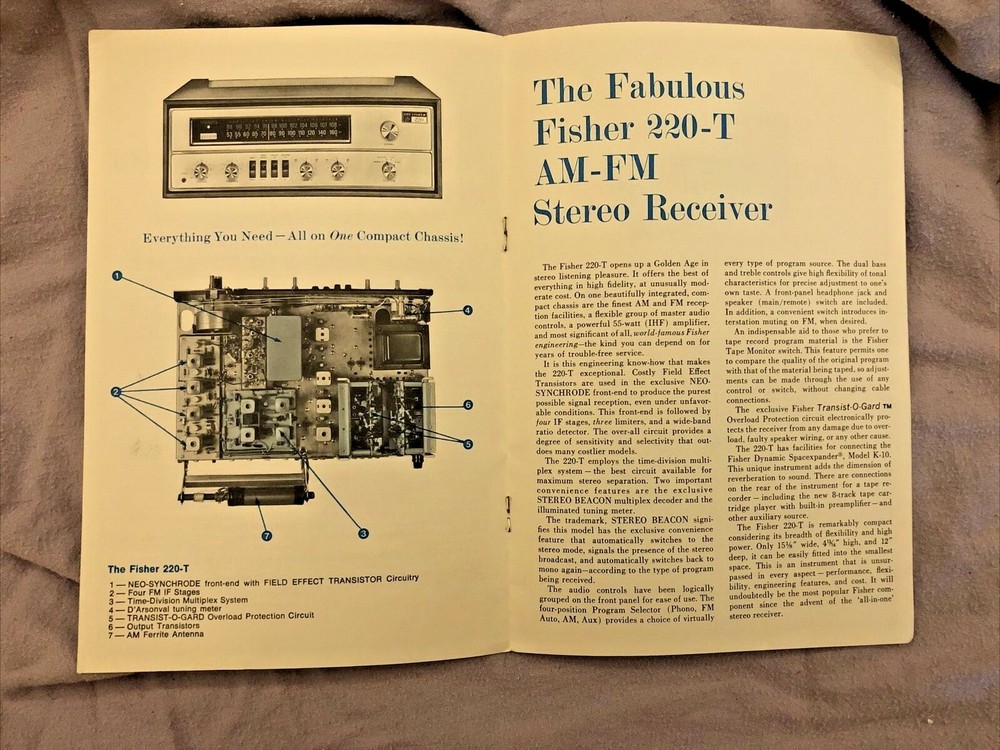 Everything You Need—All on One Compact Chassis!
1
2
3
4
5
6
7
The Fisher 220-T
1 — NEO-SYNCHRODE front-end with FIELD EFFECT TRANSISTOR Circuitry
2 — Four FM IF Stages
3 — Time-Division Multiplex System
4 — D'Arsonval tuning meter
5 — TRANSIST-O-GARD Overload Protection Circuit
6 — Output Transistors
7 — AM Ferrite Antenna
The Fabulous
Fisher 220-T
AM-FM
Stereo Receiver
The Fisher 220-T opens up a Golden Age in
stereo listening pleasure. It offers the best of
everything in high fidelity, at unusually mod-
erate cost. On one beautifully integrated, com-
pact chassis are the finest AM and FM recep-
tion facilities, a flexible group of master audio
controls, a powerful 55-watt (IHF) amplifier,
and most significant of all, world-famous Fisher
engineering—the kind you can depend on for
years of trouble-free service.
It is this engineering know-how that makes
the 220-T exceptional. Costly Field Effect
Transistors are used in the exclusive NEO-
SYNCHRODE front-end to produce the purest
possible signal reception, even under unfavor-
able conditions. This front-end is followed by
four IF stages, three limiters, and a wide-band
ratio detector. The over-all circuit provides a
degree of sensitivity and selectivity that out-
does many costlier models.
The 220-T employs the time-division multi-
plex system — the best circuit available for
maximum stereo separation. Two important
convenience features are the exclusive
STEREO BEACON multiplex decoder and the
illuminated tuning meter.
The trademark, STEREO BEACON signi-
fies this model has the exclusive convenience
feature that automatically switches to the
stereo mode, signals the presence of the stereo
broadcast, and automatically switches back to
mono again—according to the type of program
being received.
The audio controls have been logically
grouped on the front panel for ease of use. The
four-position Program Selector (Phono, FM
Auto, AM, Aux) provides a choice of virtually
every type of program source. The dual bass
and treble controls give high flexibility of tonal
characteristics for precise adjustment to one's
own taste. A front-panel headphone jack and
speaker (main/remote) switch are included.
In addition, a convenient switch introduces in-
terstation muting on FM, when desired.
An indispensable aid to those who prefer to
tape record program material is the Fisher
Tape Monitor switch. This feature permits one
to compare the quality of the original program
with that of the material being taped, so adjust-
ments can be made through the use of any
control or switch, without changing cable
connections.
The exclusive Fisher Transist-O-Gard ™
Overload Protection circuit electronically pro-
tects the receiver from any damage due to over-
load, faulty speaker wiring, or any other cause.
The 220-T has facilities for connecting the
Fisher Dynamic Spacexpander®, Model K-10.
This unique instrument adds the dimension of
reverberation to sound. There are connections
on the rear of the instrument for a tape re-
corder — including the new 8-track tape car-
tridge player with built-in preamplifier — and
other auxiliary source.
The Fisher 220-T is remarkably compact
considering its breadth of flexibility and high
power. Only wide, high, and 12"
deep, it can be easily fitted into the smallest
space. This is an instrument that is unsur-
passed in every aspect — performance, flexi-
bility, engineering features, and cost. It will
undoubtedly be the most popular Fisher com-
ponent since the advent of the 'all-in-one'
stereo receiver.